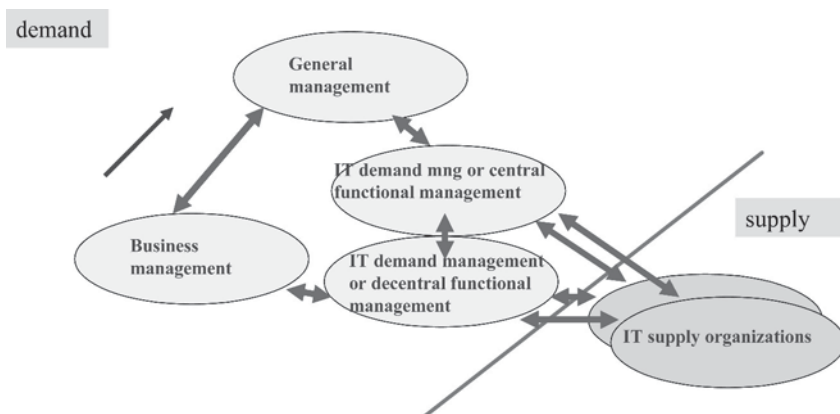 demand
General
management
IT demand mng or central
functional management
supply
Business
management
IT demand management
or decentral functional
management
IT supply organizations